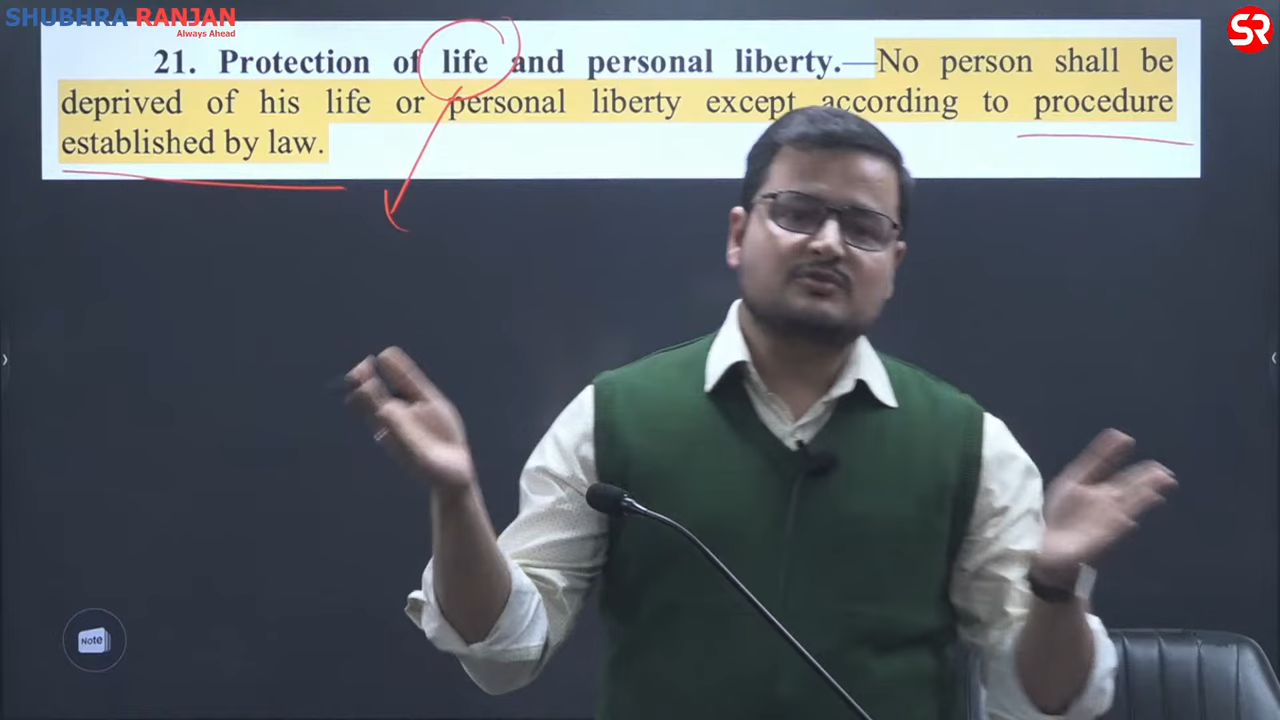 SHUBHRA RANJAN
Always Ahead
SR
21. Protection of life and personal liberty.—No person shall be
deprived of his life or personal liberty except according to procedure
established by law.
Note